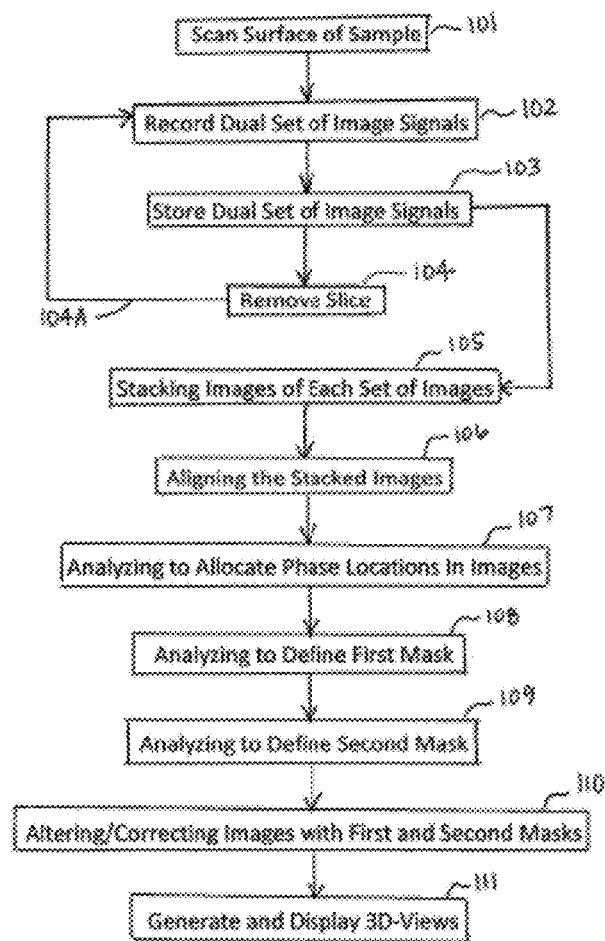 101
Scan Surface of Sample
102
Record Dual Set of Image Signals
103
Store Dual Set of Image Signals
104
Remove Slice
104A
105
Stacking Images of Each Set of Images
106
Aligning the Stacked Images
107
Analyzing to Allocate Phase Locations In Images
108
Analyzing to Define First Mask
109
Analyzing to Define Second Mask
110
Altering/Correcting Images with First and Second Masks
111
Generate and Display 3D-Views